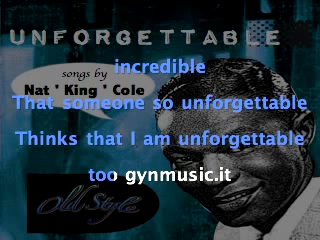 UNFORGETTABLE
songs by
Nat ' King ' Cole
incredible
That someone so unforgettable
Thinks that I am unforgettable
too gynmusic.it
Old Style